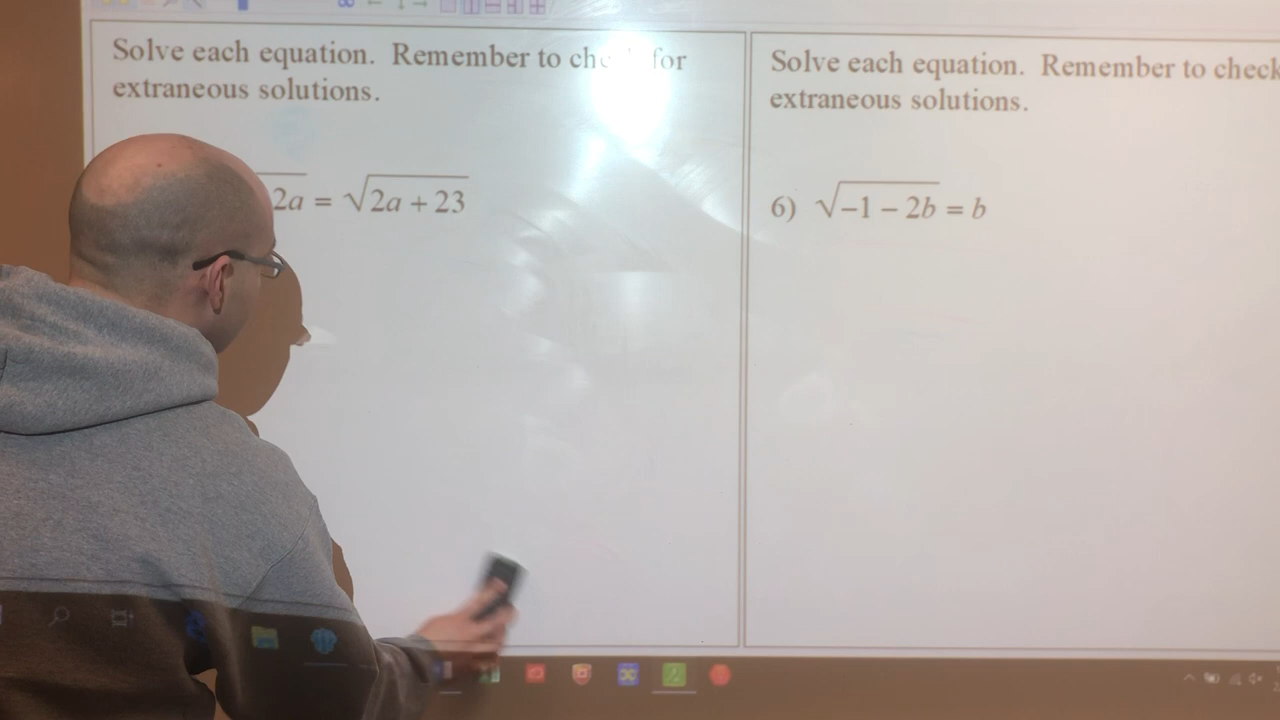 Solve each equation. Remember to for
extraneous solutions.
2a = √2a + 23
Solve each equation. Remember to check
extraneous solutions.
6) √−1 − 2b = b